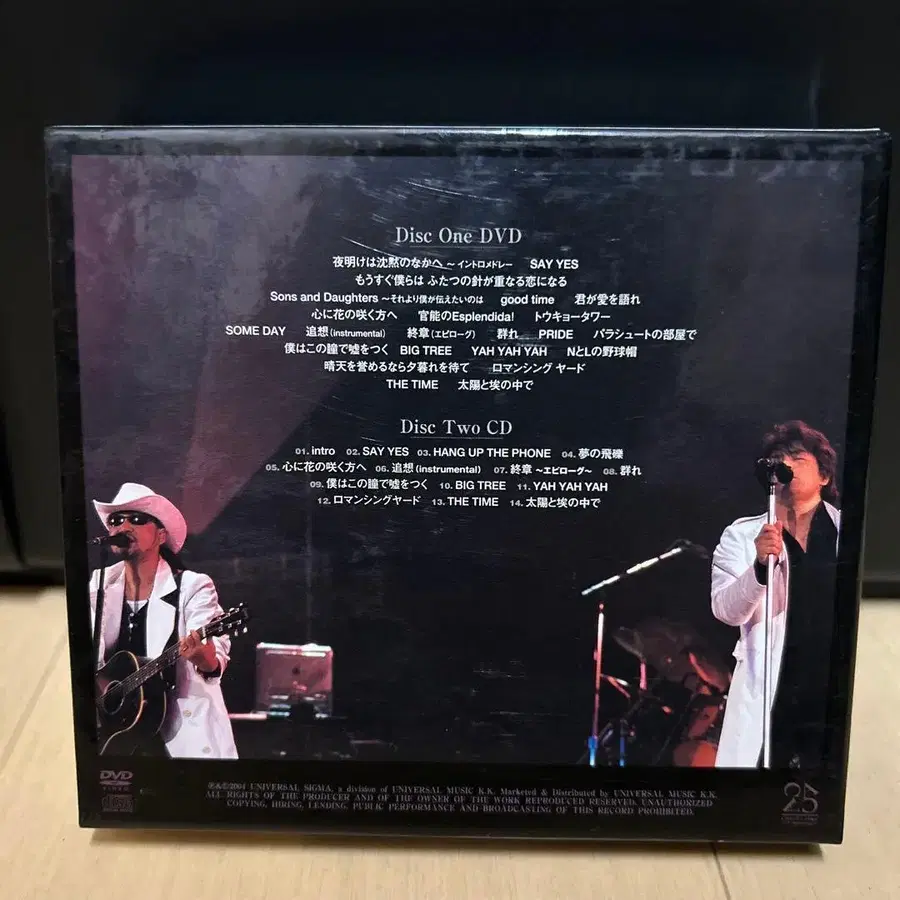 Disc One DVD
夜明けは沈黙のなかへ ～イントロメドレー SAY YES
もうすぐ僕らは ふたつの針が重なる恋になる
Sons and Daughters ～それより僕が伝えたいのは good time 君が愛を語れ
心に花の咲く方へ 官能のEsplendida! トウキョータワー
SOME DAY 追想(instrumental) 終章(エピローグ) 群れ PRIDE パラシュートの部屋で
僕はこの瞳で嘘をつく BIG TREE YAH YAH YAH NとLの野球帽
晴天を誉めるなら夕暮れを待て ロマンシング ヤード
THE TIME 太陽と埃の中で
Disc Two CD
01. intro 02. SAY YES 03. HANG UP THE PHONE 04. 夢の飛礫
05. 心に花の咲く方へ 06. 追想(instrumental) 07. 終章 ～エピローグ～ 08. 群れ
09. 僕はこの瞳で嘘をつく 10. BIG TREE 11. YAH YAH YAH
12. ロマンシングヤード 13. THE TIME 14. 太陽と埃の中で
DVD
VIDEO
℗&©2004 UNIVERSAL SIGMA, a division of UNIVERSAL MUSIC K.K. Marketed & Distributed by UNIVERSAL MUSIC K.K.
ALL RIGHTS OF THE PRODUCER AND OF THE OWNER OF THE WORK REPRODUCED RESERVED. UNAUTHORIZED
COPYING, HIRING, LENDING, PUBLIC PERFORMANCE AND BROADCASTING OF THIS RECORD PROHIBITED.
25